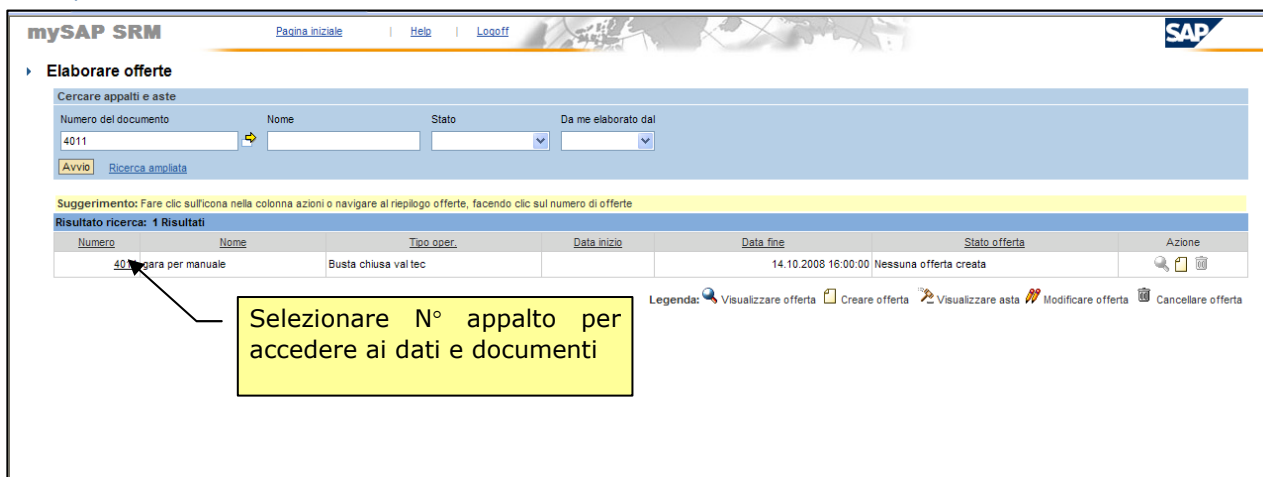 mySAP SRM Pagina iniziale | Help | Logoff SAP
Elaborare offerte
Cercare appalti e aste
Numero del documento Nome Stato Da me elaborato dal
4011
Avvio Ricerca ampliata
Suggerimento: Fare clic sull'icona nella colonna azioni o navigare al riepilogo offerte, facendo clic sul numero di offerte
Risultato ricerca: 1 Risultati
Numero Nome Tipo oper. Data inizio Data fine Stato offerta Azione
4011 gara per manuale Busta chiusa val tec 14.10.2008 16:00:00 Nessuna offerta creata
Legenda: Visualizzare offerta Creare offerta Visualizzare asta Modificare offerta Cancellare offerta
Selezionare N° appalto per
accedere ai dati e documenti